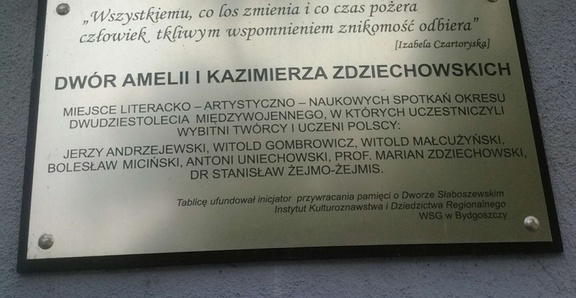 „Wszystkiemu, co los zmienia i co czas pożera
człowiek tkliwym wspomnieniem znikomość odbiera”
[Izabela Czartoryska]
DWÓR AMELII I KAZIMIERZA ZDZIECHOWSKICH
MIEJSCE LITERACKO – ARTYSTYCZNO – NAUKOWYCH SPOTKAŃ OKRESU
DWUDZIESTOLECIA MIĘDZYWOJENNEGO, W KTÓRYCH UCZESTNICZYLI
WYBITNI TWÓRCY I UCZENI POLSCY:
JERZY ANDRZEJEWSKI, WITOLD GOMBROWICZ, WITOLD MAŁCUŻYŃSKI,
BOLESŁAW MICIŃSKI, ANTONI UNIECHOWSKI, PROF. MARIAN ZDZIECHOWSKI,
DR STANISŁAW ŻEJMO-ŻEJMIS.
Tablicę ufundował inicjator przywracania pamięci o Dworze Słaboszewskim
Instytut Kulturoznawstwa i Dziedzictwa Regionalnego
WSG w Bydgoszczy